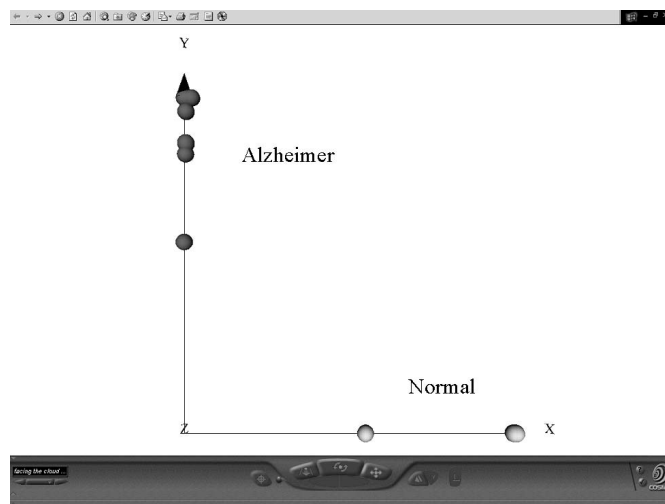 Y
Alzheimer
Normal
Z
X
facing the cloud ...